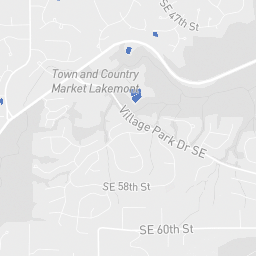 SE 47th St
Town and Country
Market Lakemont
Village Park Dr SE
SE 58th St
SE 60th St